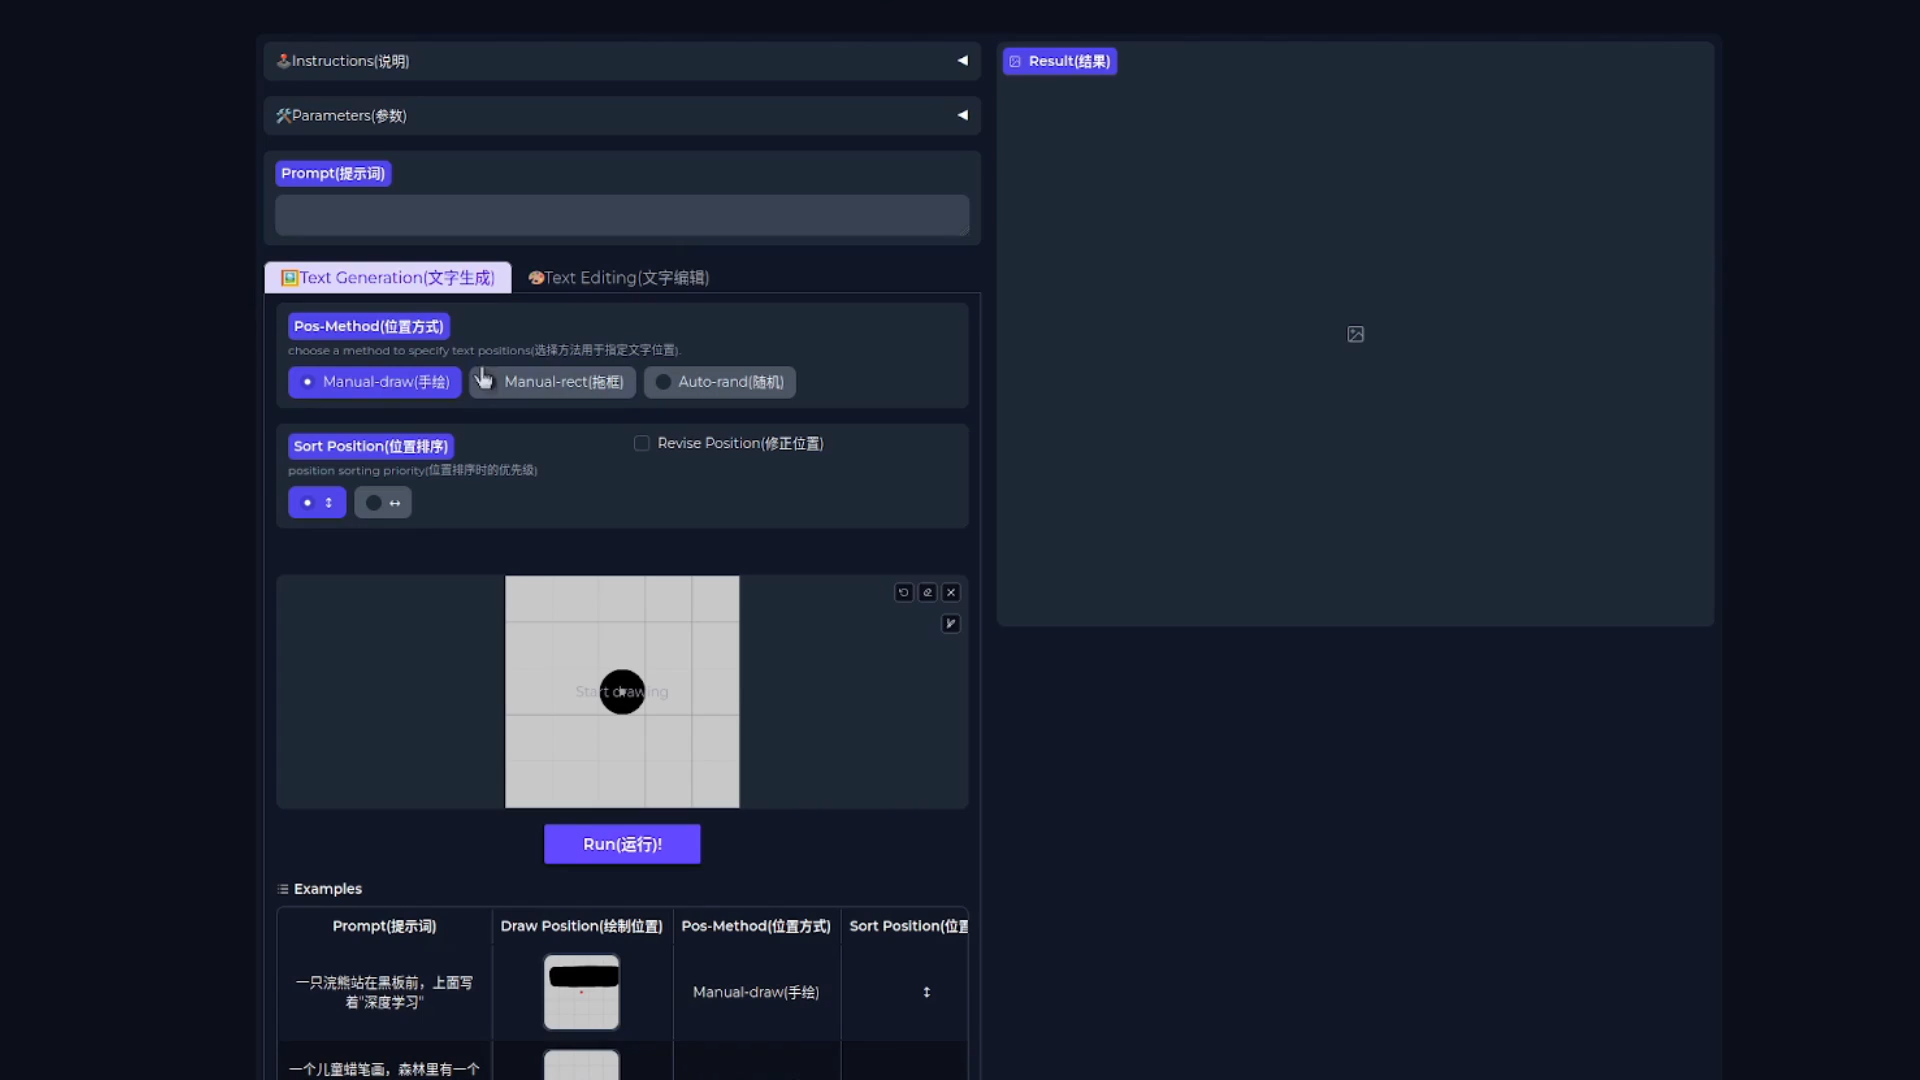 🕹️Instructions(说明) ◀
🛠️Parameters(参数) ◀
Prompt(提示词)
🖼️Text Generation(文字生成) 🎨Text Editing(文字编辑)
Pos-Method(位置方式)
choose a method to specify text positions(选择方法用于指定文字位置).
Manual-draw(手绘) Manual-rect(拖框) Auto-rand(随机)
Sort Position(位置排序) Revise Position(修正位置)
position sorting priority(位置排序时的优先级)
↕ ↔
Start drawing
Run(运行)!
Examples
Prompt(提示词) Draw Position(绘制位置) Pos-Method(位置方式) Sort Position(位置
一只浣熊站在黑板前，上面写
着"深度学习"
Manual-draw(手绘) ↕
一个儿童蜡笔画，森林里有一个
Result(结果)